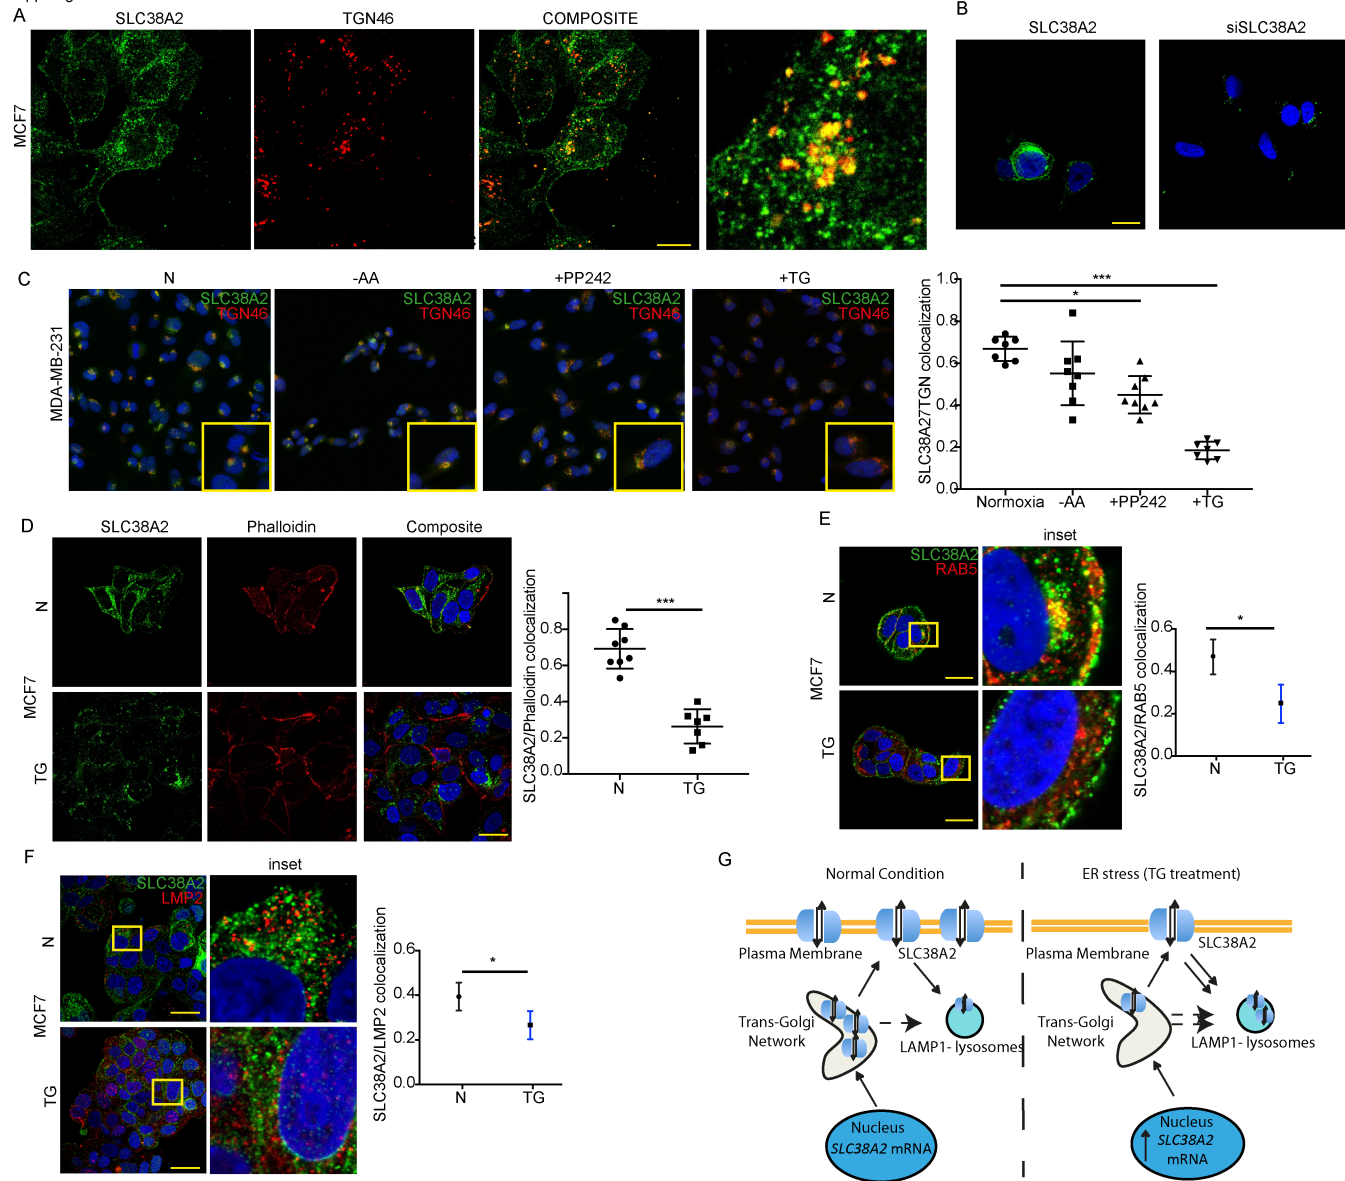 A
SLC38A2
TGN46
COMPOSITE
MCF7
B
SLC38A2
siSLC38A2
C
N
-AA
+PP242
+TG
MDA-MB-231
SLC38A2
TGN46
SLC38A2
TGN46
SLC38A2
TGN46
SLC38A2
TGN46
SLC38A27TGN colocalization
1.0
0.8
0.6
0.4
0.2
0.0
***
*
Normoxia
-AA
+PP242
+TG
D
SLC38A2
Phalloidin
Composite
N
MCF7
TG
SLC38A2/Phalloidin colocalization
0.8
0.6
0.4
0.2
0.0
***
N
TG
E
inset
SLC38A2
RAB5
N
MCF7
TG
SLC38A2/RAB5 colocalization
0.6
0.4
0.2
0.0
*
N
TG
F
inset
SLC38A2
LMP2
N
MCF7
TG
SLC38A2/LMP2 colocalization
0.6
0.4
0.2
0.0
*
N
TG
G
Normal Condition
Plasma Membrane
SLC38A2
Trans-Golgi
Network
LAMP1- lysosomes
Nucleus
SLC38A2 mRNA
ER stress (TG treatment)
Plasma Membrane
SLC38A2
Trans-Golgi
Network
LAMP1- lysosomes
Nucleus
SLC38A2
mRNA